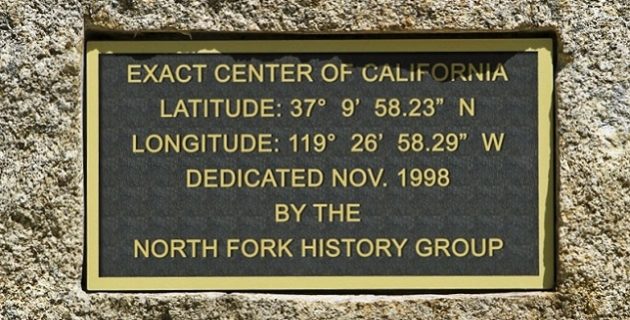 EXACT CENTER OF CALIFORNIA
LATITUDE: 37° 9’ 58.23” N
LONGITUDE: 119° 26’ 58.29” W
DEDICATED NOV. 1998
BY THE
NORTH FORK HISTORY GROUP